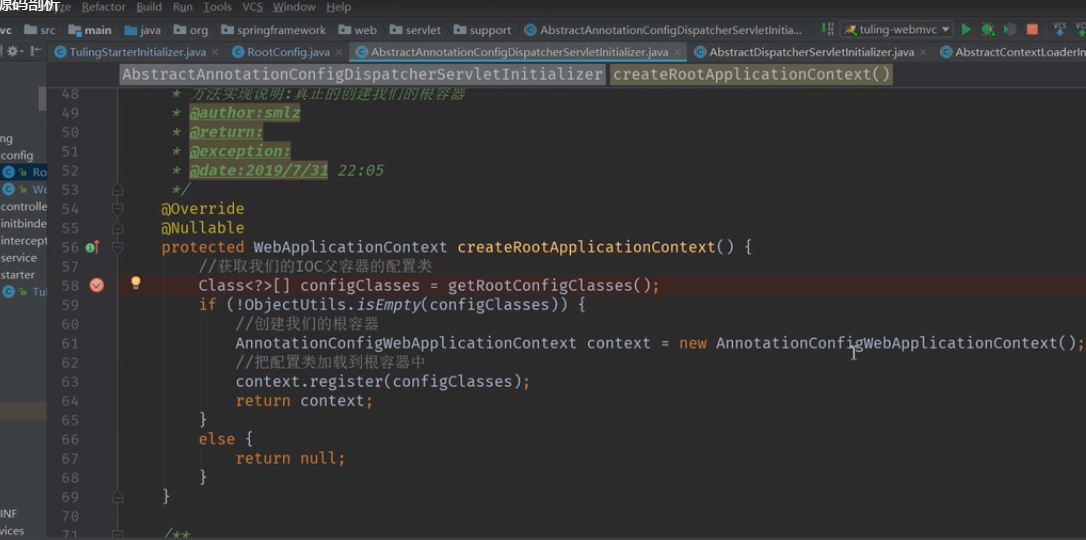 源码剖析
Refactor Build Run Tools VCS Window Help
vc src main java org springframework web servlet support AbstractAnnotationConfigDispatcherServletInitia... tuling-webmvc VCS VCS
TulingStarterInitializer.java RootConfig.java AbstractAnnotationConfigDispatcherServletInitializer.java AbstractDispatcherServletInitializer.java AbstractContextLoaderIn
AbstractAnnotationConfigDispatcherServletInitializer createRootApplicationContext()
48 * 方法实现说明:真正的创建我们的根容器
49 * @author:smlz
50 * @return:
51 * @exception:
52 * @date:2019/7/31 22:05
53 */
54 @Override
55 @Nullable
56 protected WebApplicationContext createRootApplicationContext() {
57 //获取我们的IOC父容器的配置类
58 Class<?>[] configClasses = getRootConfigClasses();
59 if (!ObjectUtils.isEmpty(configClasses)) {
60 //创建我们的根容器
61 AnnotationConfigWebApplicationContext context = new AnnotationConfigWebApplicationContext();
62 //把配置类加载到根容器中
63 context.register(configClasses);
64 return context;
65 }
66 else {
67 return null;
68 }
69 }
70
71 /**
ng
config
Ro
We
controlle
initbinde
intercept
service
starter
Tu
INF
vices